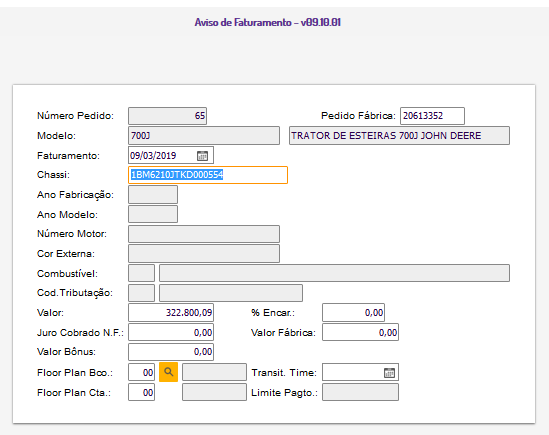 Aviso de Faturamento - v09.10.01
Número Pedido: 65 Pedido Fábrica: 20613352
Modelo: 700J TRATOR DE ESTEIRAS 700J JOHN DEERE
Faturamento: 09/03/2019
Chassi: 1BM6210JTKD000554
Ano Fabricação:
Ano Modelo:
Número Motor:
Cor Externa:
Combustível:
Cod.Tributação:
Valor: 322.800,09 % Encar.: 0,00
Juro Cobrado N.F.: 0,00 Valor Fábrica: 0,00
Valor Bônus: 0,00
Floor Plan Bco.: 00 Transit. Time:
Floor Plan Cta.: 00 Limite Pagto.: